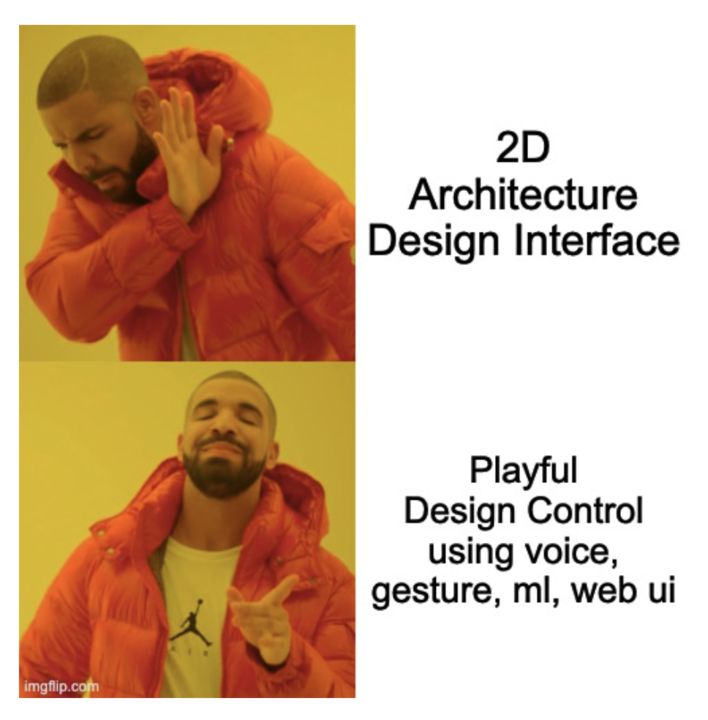 2D
Architecture
Design Interface
Playful
Design Control
using voice,
gesture, ml, web ui
imgflip.com